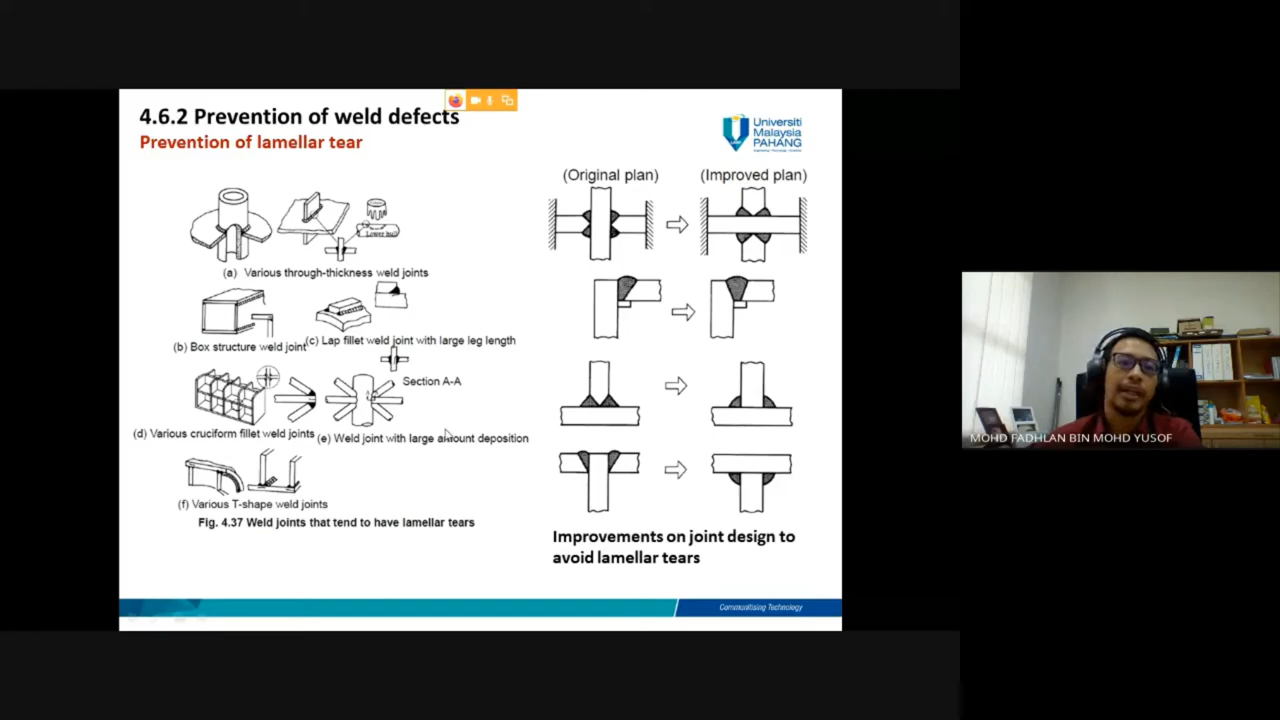 4.6.2 Prevention of weld defects
Prevention of lamellar tear
Universiti
Malaysia
PAHANG
(a) Various through-thickness weld joints
(b) Box structure weld joint
(c) Lap fillet weld joint with large leg length
Section A-A
(d) Various cruciform fillet weld joints
(e) Weld joint with large amount deposition
(f) Various T-shape weld joints
Fig. 4.37 Weld joints that tend to have lamellar tears
(Original plan)
(Improved plan)
Improvements on joint design to
avoid lamellar tears
Communitising Technology
MOHD FADHLAN BIN MOHD YUSOF